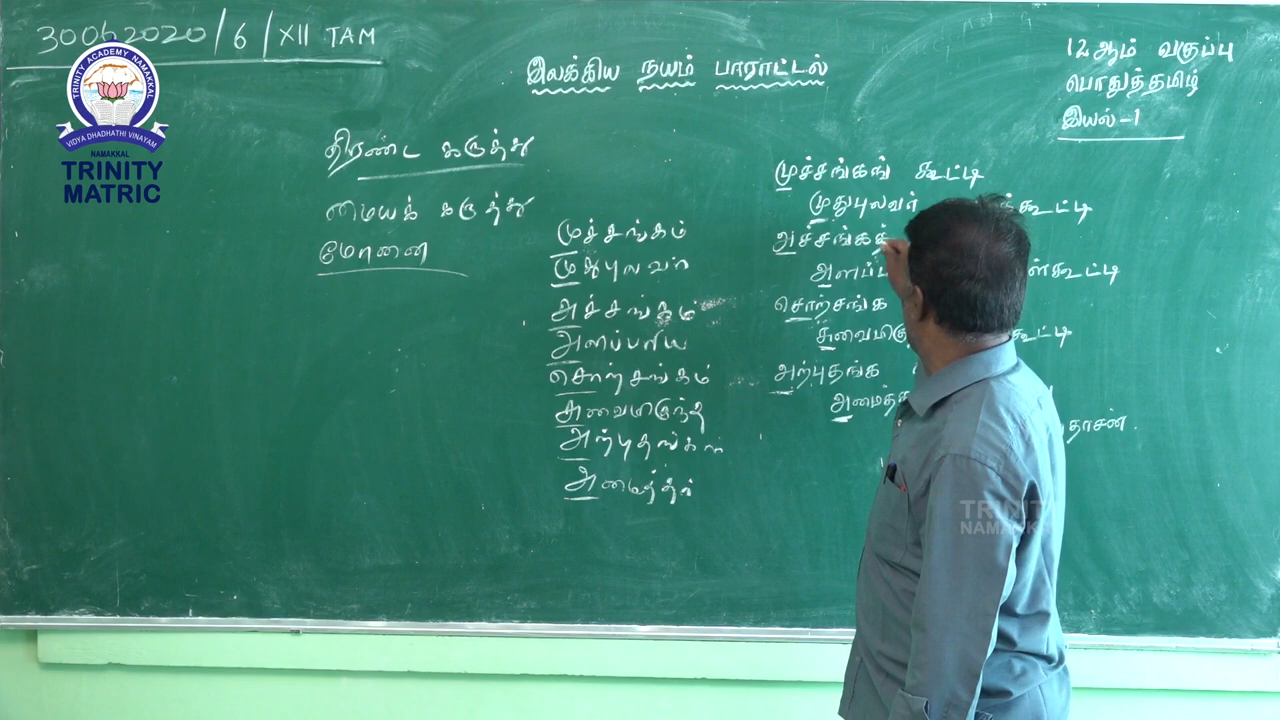 30062020/6/XII TAM
TRINITY ACADEMY NAMAKKAL
VIDYA DHADHATHI VINAYAM
NAMAKKAL
TRINITY
MATRIC
இலக்கிய நயம் பாராட்டல்
12ஆம் வகுப்பு
பொதுத்தமிழ்
இயல்-1
திரண்ட கருத்து
மையக் கருத்து
மோனை
முச்சங்கம்
முதுபுலவர்
அச்சங்கம்
அளப்பரிய
சொற்சங்கம்
அற்புதங்கள்
அமைத்த
முச்சங்கங் கூட்டி
முதுபுலவர் கூட்டி
அச்சங்கக்
கூட்டி
சொற்சங்க
கூட்டி
அற்புதங்க
அமைத்த
தாசன்.
TRINIT
NAMAKKA